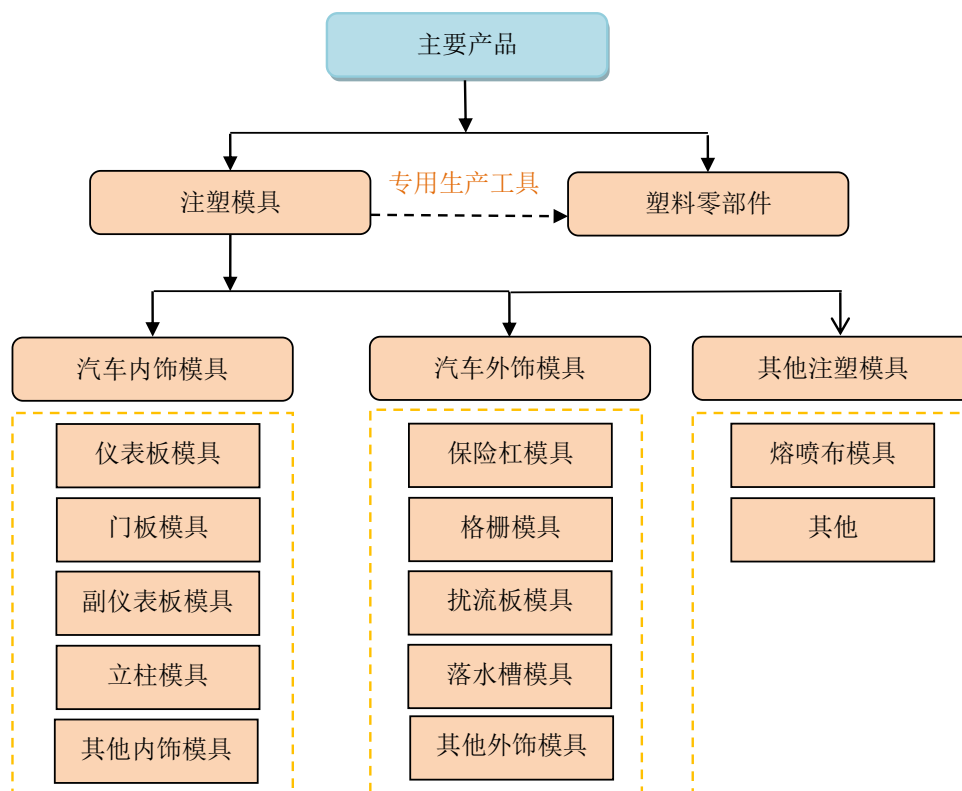 主要产品
注塑模具
专用生产工具
塑料零部件
汽车内饰模具
汽车外饰模具
其他注塑模具
仪表板模具
门板模具
副仪表板模具
立柱模具
其他内饰模具
保险杠模具
格栅模具
扰流板模具
落水槽模具
其他外饰模具
熔喷布模具
其他